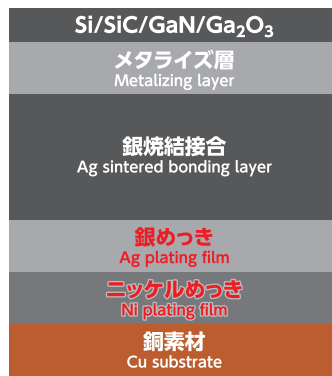 Si/SiC/GaN/Ga₂O₃
メタライズ層
Metalizing layer
銀焼結接合
Ag sintered bonding layer
銀めっき
Ag plating film
ニッケルめっき
Ni plating film
銅素材
Cu substrate